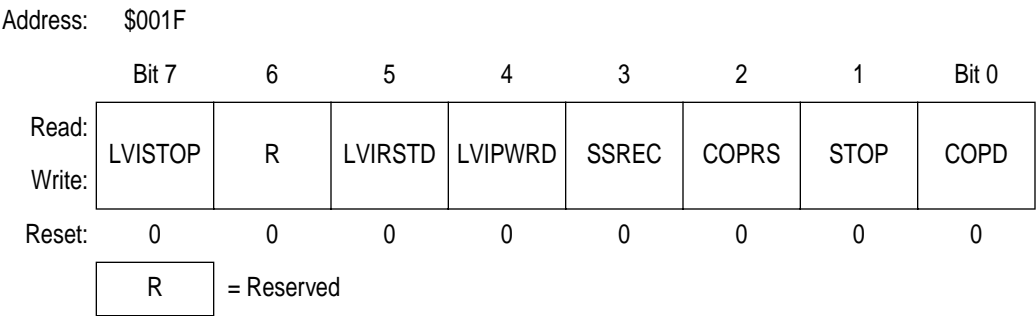 Address: $001F
Bit 7 6 5 4 3 2 1 Bit 0
Read:
LVISTOP R LVIRSTD LVIPWRD SSREC COPRS STOP COPD
Write:
Reset: 0 0 0 0 0 0 0 0
R = Reserved